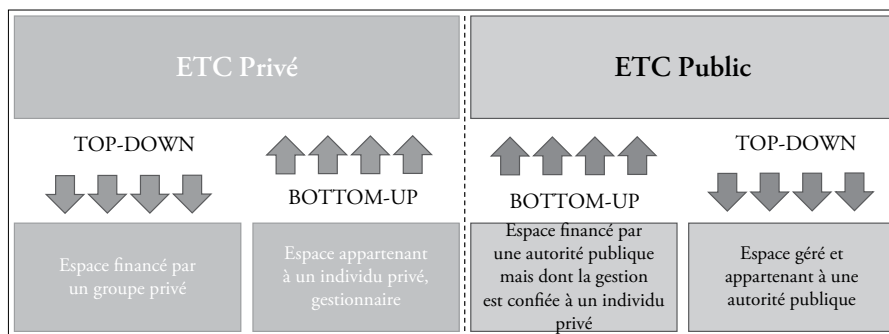 ETC Privé
ETC Public
TOP-DOWN
BOTTOM-UP
BOTTOM-UP
TOP-DOWN
Espace financé par
un groupe privé
Espace appartenant
à un individu privé,
gestionnaire
Espace financé par
une autorité publique
mais dont la gestion
est confiée à un individu
privé
Espace géré et
appartenant à une
autorité publique